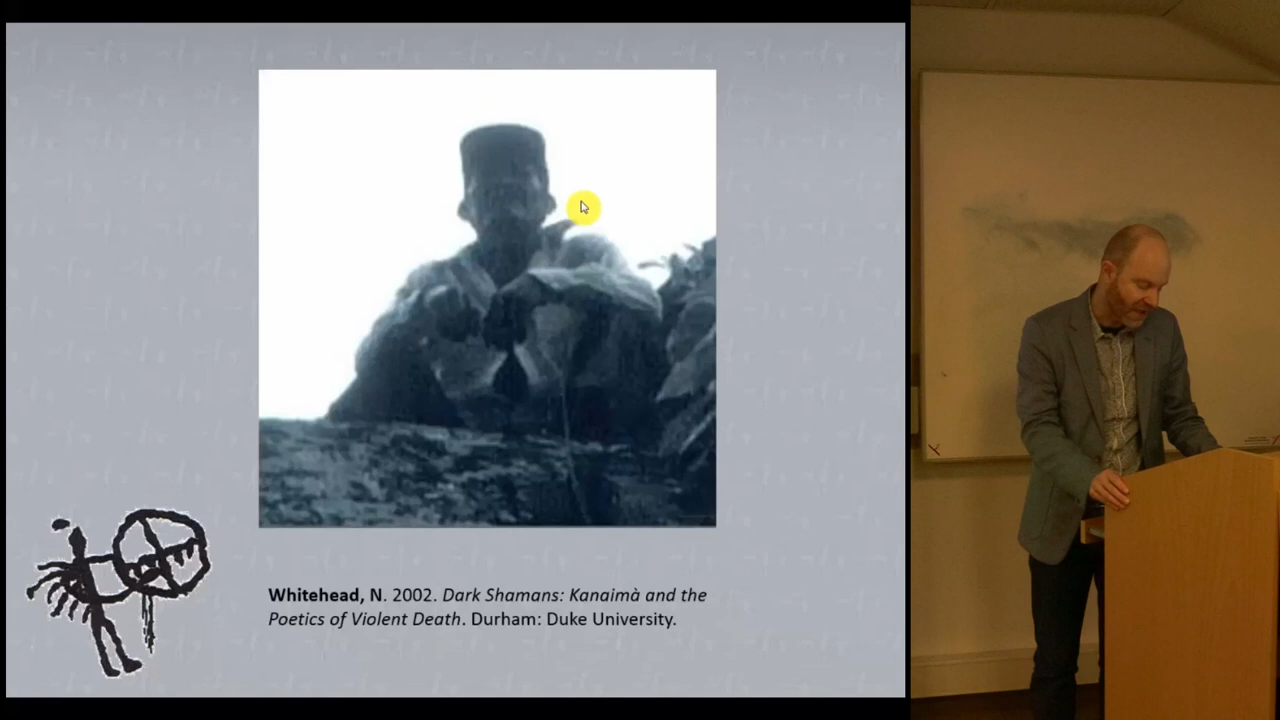 Whitehead, N. 2002. Dark Shamans: Kanaimà and the
Poetics of Violent Death. Durham: Duke University.